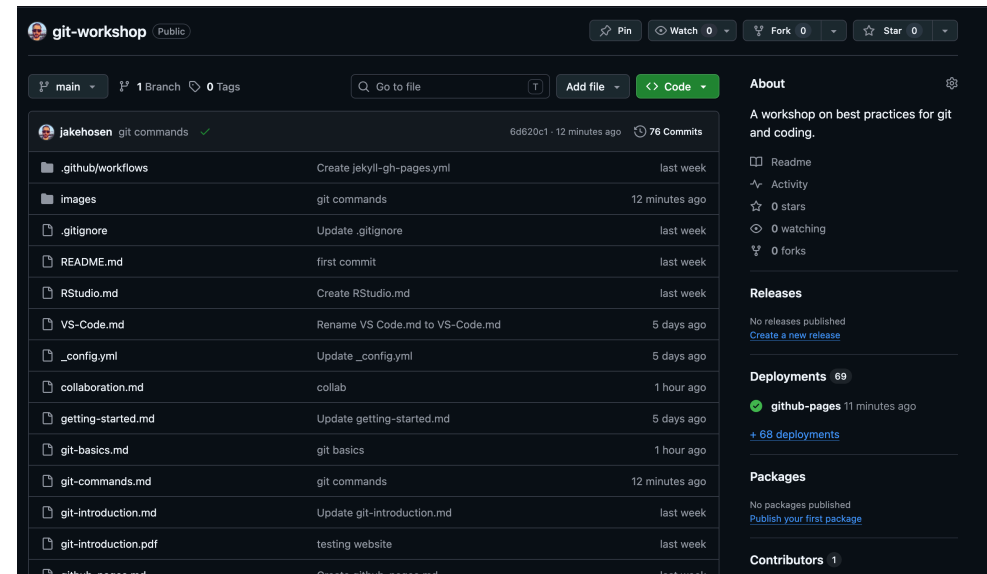 git-workshop Public Pin Watch 0 Fork 0 Star 0
main 1 Branch 0 Tags Go to file T Add file <> Code
jakehosen git commands 6d620c1 · 12 minutes ago 76 Commits
.github/workflows Create jekyll-gh-pages.yml last week
images git commands 12 minutes ago
.gitignore Update .gitignore last week
README.md first commit last week
RStudio.md Create RStudio.md last week
VS-Code.md Rename VS Code.md to VS-Code.md 5 days ago
_config.yml Update _config.yml 5 days ago
collaboration.md collab 1 hour ago
getting-started.md Update getting-started.md 5 days ago
git-basics.md git basics 1 hour ago
git-commands.md git commands 12 minutes ago
git-introduction.md Update git-introduction.md last week
git-introduction.pdf testing website last week
github-pages.md Create github-pages.md last week
About
A workshop on best practices for git
and coding.
Readme
Activity
0 stars
0 watching
0 forks
Releases
No releases published
Create a new release
Deployments 69
github-pages 11 minutes ago
+ 68 deployments
Packages
No packages published
Publish your first package
Contributors 1